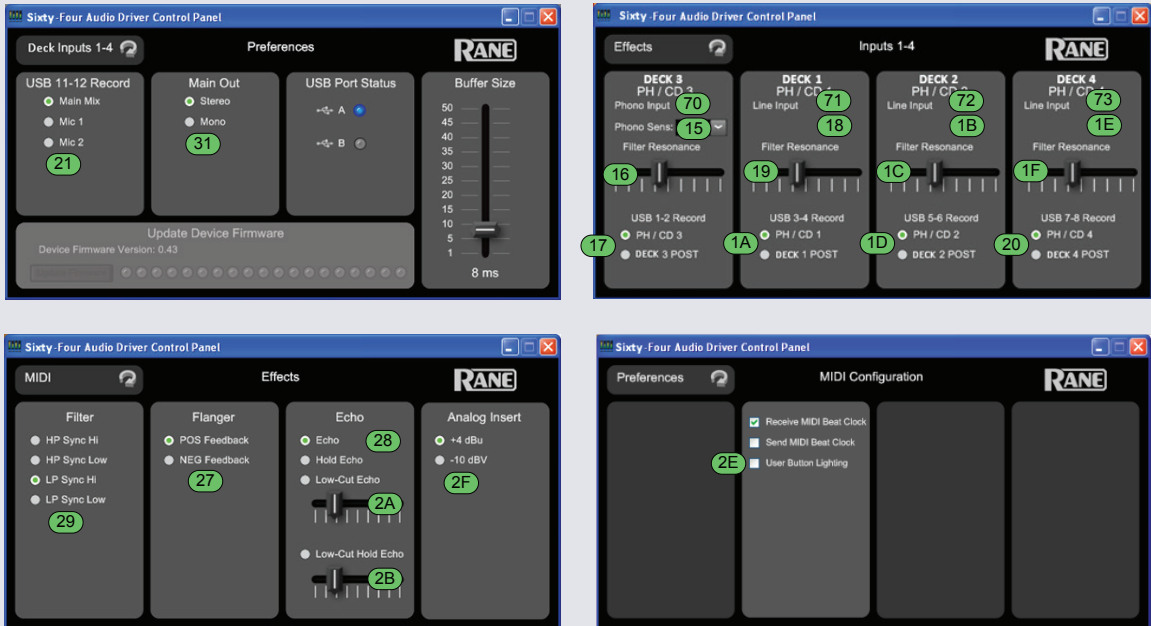 Sixty-Four Audio Driver Control Panel
Deck Inputs 1-4
Preferences
RANE
USB 11-12 Record
Main Mix
Mic 1
Mic 2
21
Main Out
Stereo
Mono
31
USB Port Status
A
B
Buffer Size
50
45
40
35
30
25
20
15
10
5
1
8 ms
Update Device Firmware
Device Firmware Version: 0.43
Sixty-Four Audio Driver Control Panel
Effects
Inputs 1-4
RANE
DECK 3
PH / CD 3
Phono Input
70
Phono Sens:
15
Filter Resonance
16
USB 1-2 Record
17
PH / CD 3
DECK 3 POST
DECK 1
PH / CD
Line Input
71
18
Filter Resonance
19
USB 3-4 Record
1A
PH / CD 1
DECK 1 POST
DECK 2
PH / CD
Line Input
72
1B
Filter Resonance
1C
USB 5-6 Record
1D
PH / CD 2
DECK 2 POST
DECK 4
PH / CD
Line Input
73
1E
Filter Resonance
1F
USB 7-8 Record
20
PH / CD 4
DECK 4 POST
Sixty-Four Audio Driver Control Panel
MIDI
Effects
RANE
Filter
HP Sync Hi
HP Sync Low
LP Sync Hi
LP Sync Low
29
Flanger
POS Feedback
NEG Feedback
27
Echo
Echo
28
Hold Echo
Low-Cut Echo
2A
Low-Cut Hold Echo
2B
Analog Insert
+4 dBu
-10 dBV
2F
Sixty-Four Audio Driver Control Panel
Preferences
MIDI Configuration
RANE
Receive MIDI Beat Clock
Send MIDI Beat Clock
2E
User Button Lighting